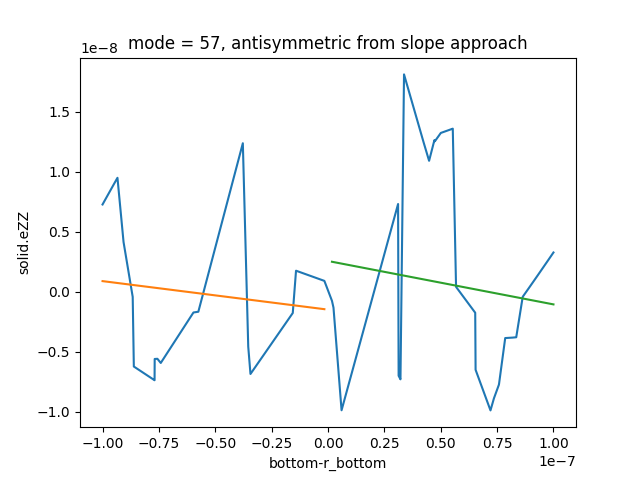 mode = 57, antisymmetric from slope approach
1e−8
1.5
1.0
0.5
0.0
−0.5
−1.0
solid.eZZ
−1.00 −0.75 −0.50 −0.25 0.00 0.25 0.50 0.75 1.00
bottom-r_bottom
1e−7